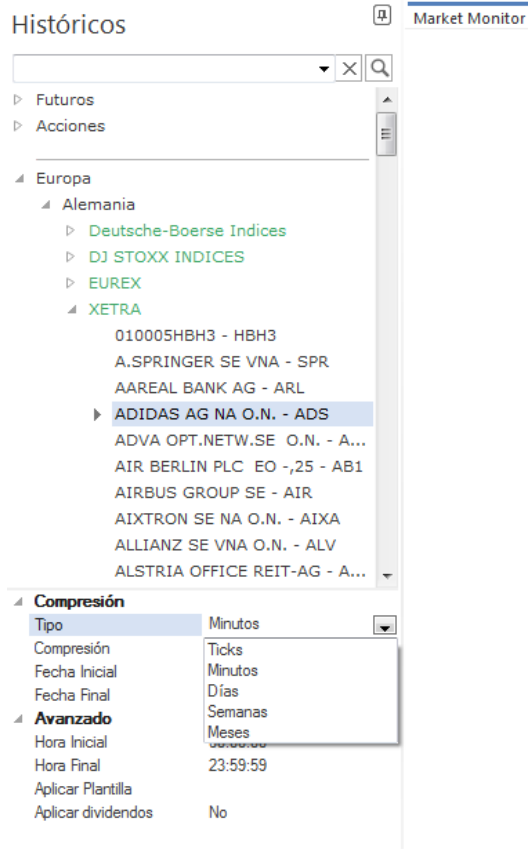 Históricos
Market Monitor
Futuros
Acciones
Europa
Alemania
Deutsche-Boerse Indices
DJ STOXX INDICES
EUREX
XETRA
010005HBH3 - HBH3
A.SPRINGER SE VNA - SPR
AAREAL BANK AG - ARL
ADIDAS AG NA O.N. - ADS
ADVA OPT.NETW.SE O.N. - A...
AIR BERLIN PLC EO -,25 - AB1
AIRBUS GROUP SE - AIR
AIXTRON SE NA O.N. - AIXA
ALLIANZ SE VNA O.N. - ALV
ALSTRIA OFFICE REIT-AG - A...
Compresión
Tipo Minutos
Compresión Ticks
Fecha Inicial Minutos
Fecha Final Días
Semanas
Avanzado Meses
Hora Inicial
Hora Final 23:59:59
Aplicar Plantilla
Aplicar dividendos No